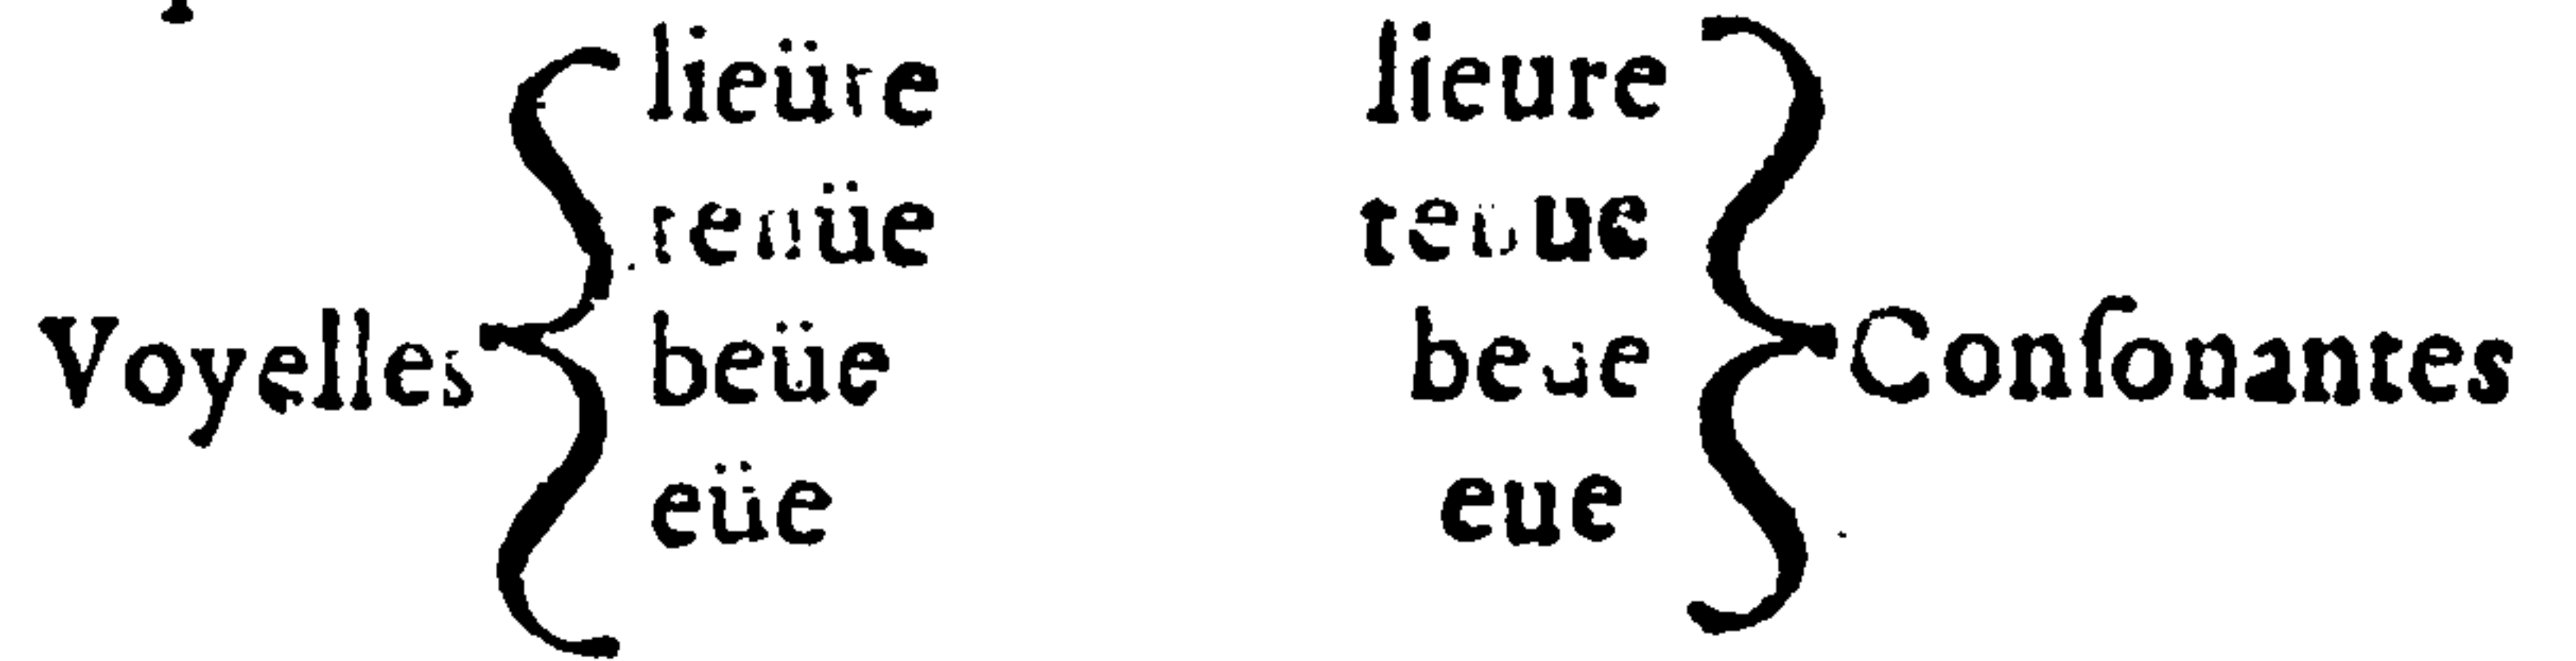 lieüre lieure
tenüe tenue
Voyelles beüe beue Conſonantes
eüe eue